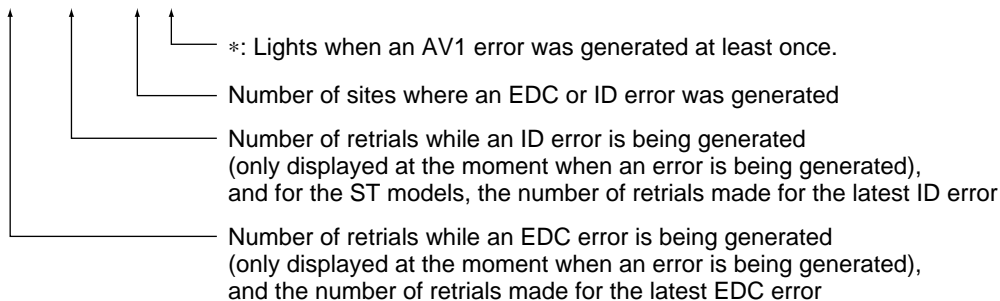 ∗: Lights when an AV1 error was generated at least once.
Number of sites where an EDC or ID error was generated
Number of retrials while an ID error is being generated
(only displayed at the moment when an error is being generated),
and for the ST models, the number of retrials made for the latest ID error
Number of retrials while an EDC error is being generated
(only displayed at the moment when an error is being generated),
and the number of retrials made for the latest EDC error